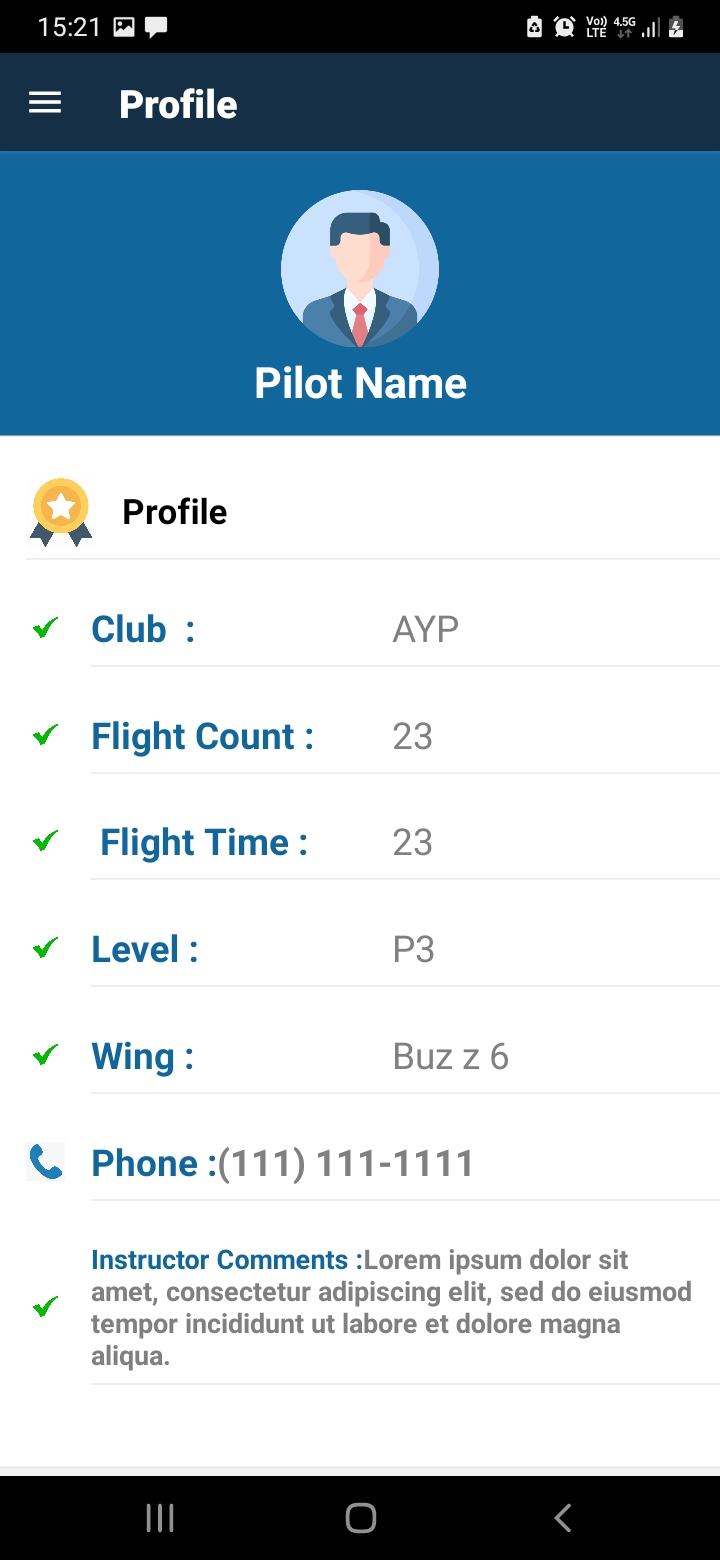 15:21 Vo)) LTE 4.5G
Profile
Pilot Name
Profile
Club : AYP
Flight Count : 23
Flight Time : 23
Level : P3
Wing : Buz z 6
Phone :(111) 111-1111
Instructor Comments :Lorem ipsum dolor sit
amet, consectetur adipiscing elit, sed do eiusmod
tempor incididunt ut labore et dolore magna
aliqua.